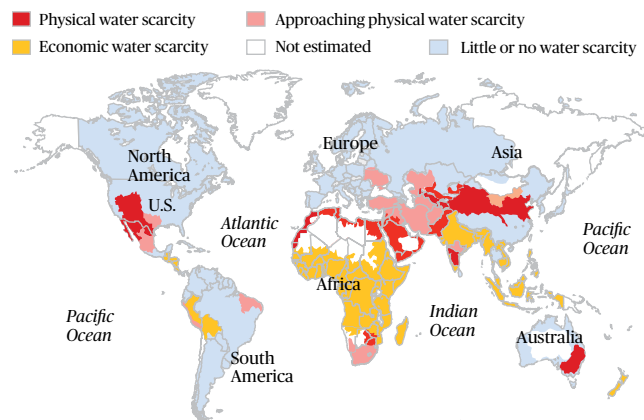 Physical water scarcity
Approaching physical water scarcity
Economic water scarcity
Not estimated
Little or no water scarcity
North
America
U.S.
Europe
Asia
Atlantic
Ocean
Pacific
Ocean
Africa
Indian
Ocean
Pacific
Ocean
South
America
Australia